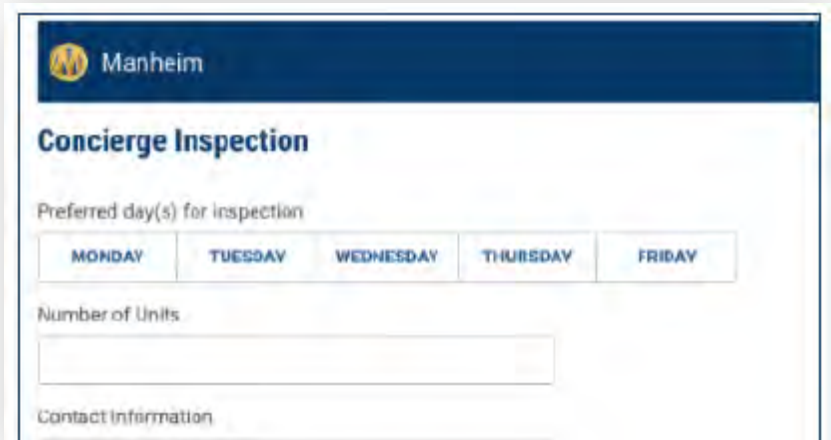 Manheim
Concierge Inspection
Preferred day(s) for inspection
MONDAY TUESDAY WEDNESDAY THURSDAY FRIDAY
Number of Units
Contact Information